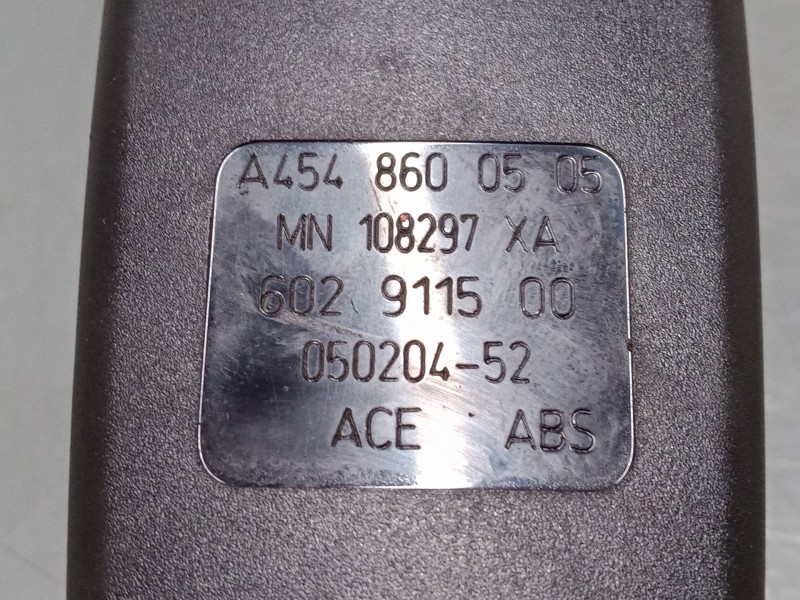 A454 860 05 05
MN 108297 XA
602 9115 00
050204-52
ACE ABS